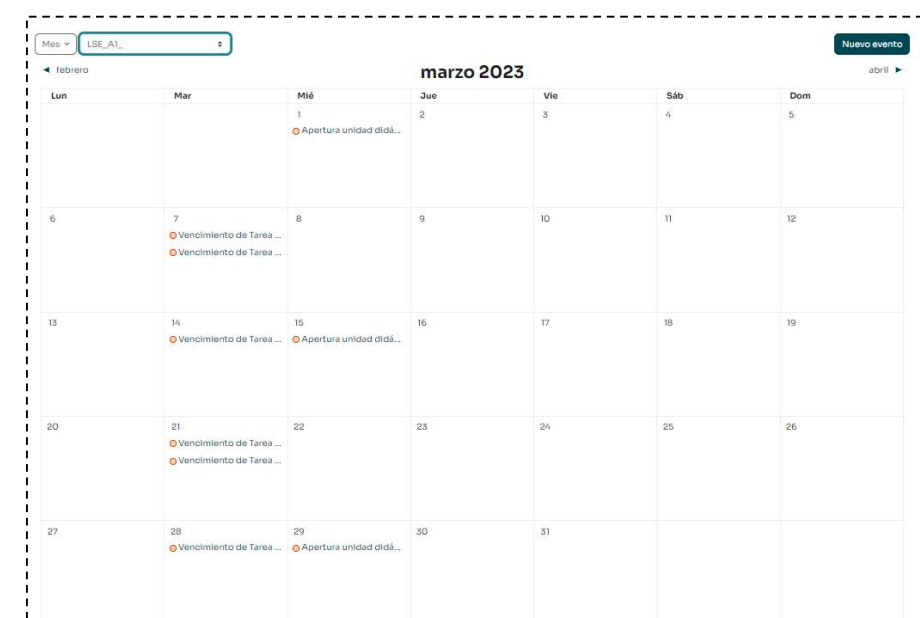 Mes LSE_A1_ Nuevo evento
◄ febrero marzo 2023 abril ►
Lun Mar Mié Jue Vie Sáb Dom
1 2 3 4 5
Apertura unidad didá...
6 7 8 9 10 11 12
Vencimiento de Tarea ...
Vencimiento de Tarea ...
13 14 15 16 17 18 19
Vencimiento de Tarea ... Apertura unidad didá...
20 21 22 23 24 25 26
Vencimiento de Tarea ...
Vencimiento de Tarea ...
27 28 29 30 31
Vencimiento de Tarea ... Apertura unidad didá...